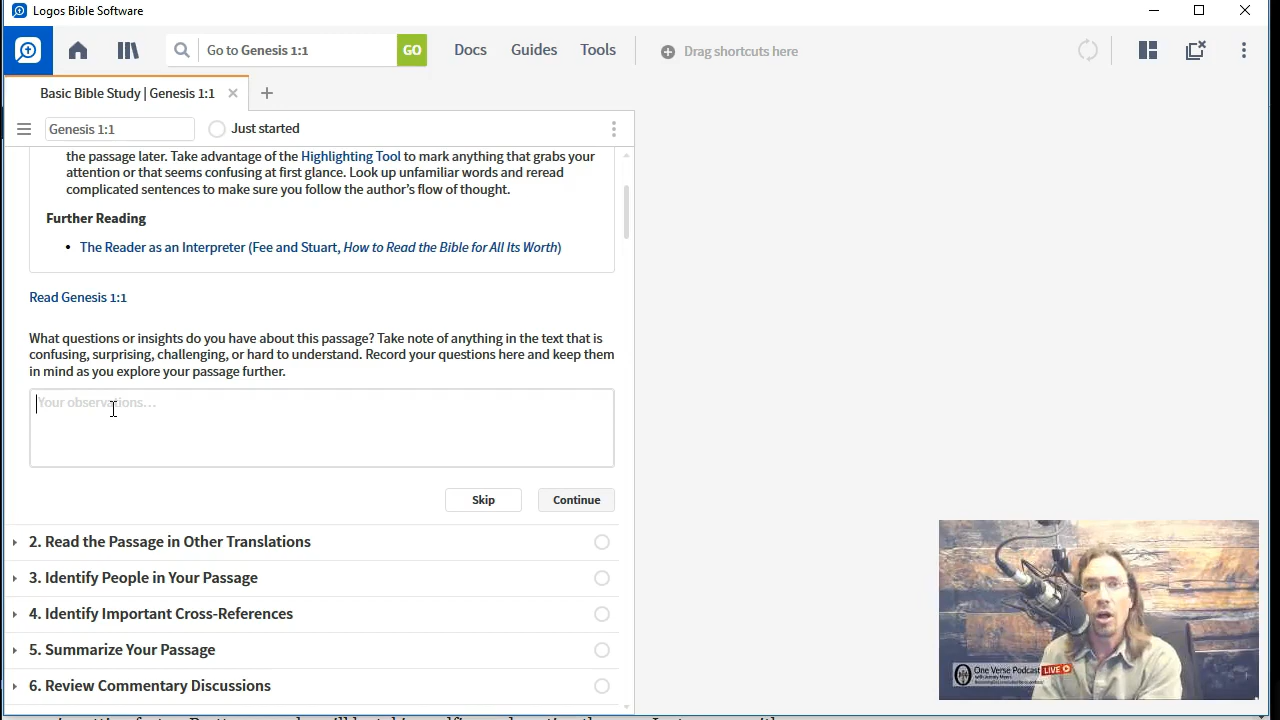 Logos Bible Software
Go to Genesis 1:1
GO
Docs
Guides
Tools
Drag shortcuts here
Basic Bible Study | Genesis 1:1
Genesis 1:1
Just started
the passage later. Take advantage of the Highlighting Tool to mark anything that grabs your
attention or that seems confusing at first glance. Look up unfamiliar words and reread
complicated sentences to make sure you follow the author's flow of thought.
Further Reading
• The Reader as an Interpreter (Fee and Stuart, How to Read the Bible for All Its Worth)
Read Genesis 1:1
What questions or insights do you have about this passage? Take note of anything in the text that is
confusing, surprising, challenging, or hard to understand. Record your questions here and keep them
in mind as you explore your passage further.
Your observations...
Skip
Continue
2. Read the Passage in Other Translations
3. Identify People in Your Passage
4. Identify Important Cross-References
5. Summarize Your Passage
6. Review Commentary Discussions
One Verse Podcast
LIVE
with Jeremy Myers